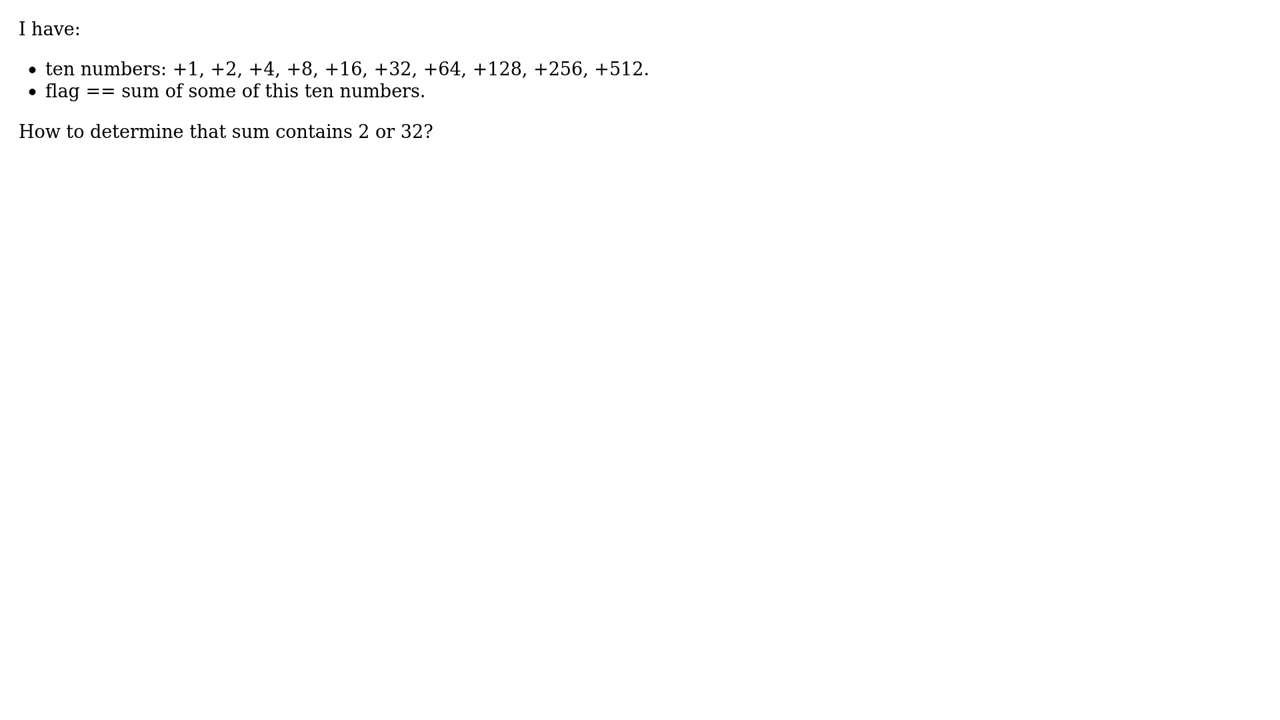 I have:
• ten numbers: +1, +2, +4, +8, +16, +32, +64, +128, +256, +512.
• flag == sum of some of this ten numbers.
How to determine that sum contains 2 or 32?